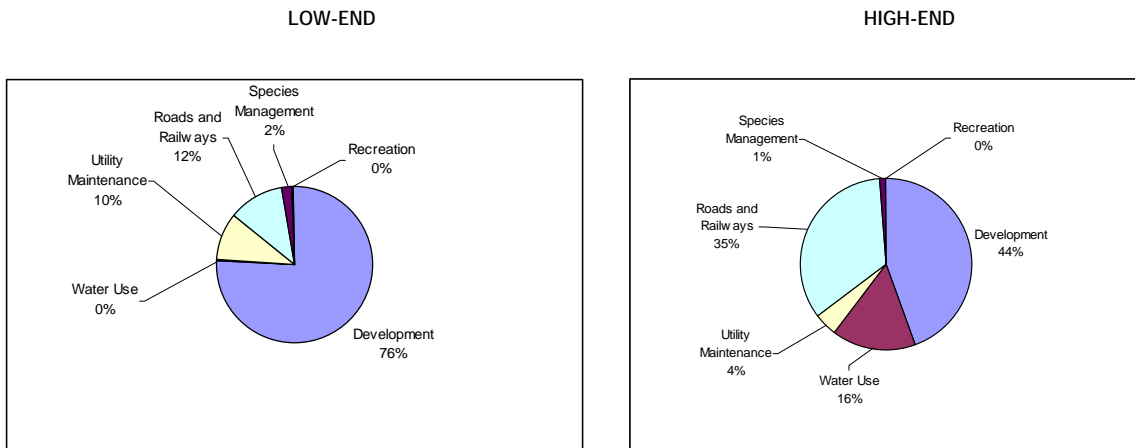 LOW-END
Species
Management
2%
Roads and
Railways
12%
Recreation
0%
Utility
Maintenance
10%
Water Use
0%
Development
76%
HIGH-END
Species
Management
1%
Recreation
0%
Roads and
Railways
35%
Development
44%
Utility
Maintenance
4%
Water Use
16%